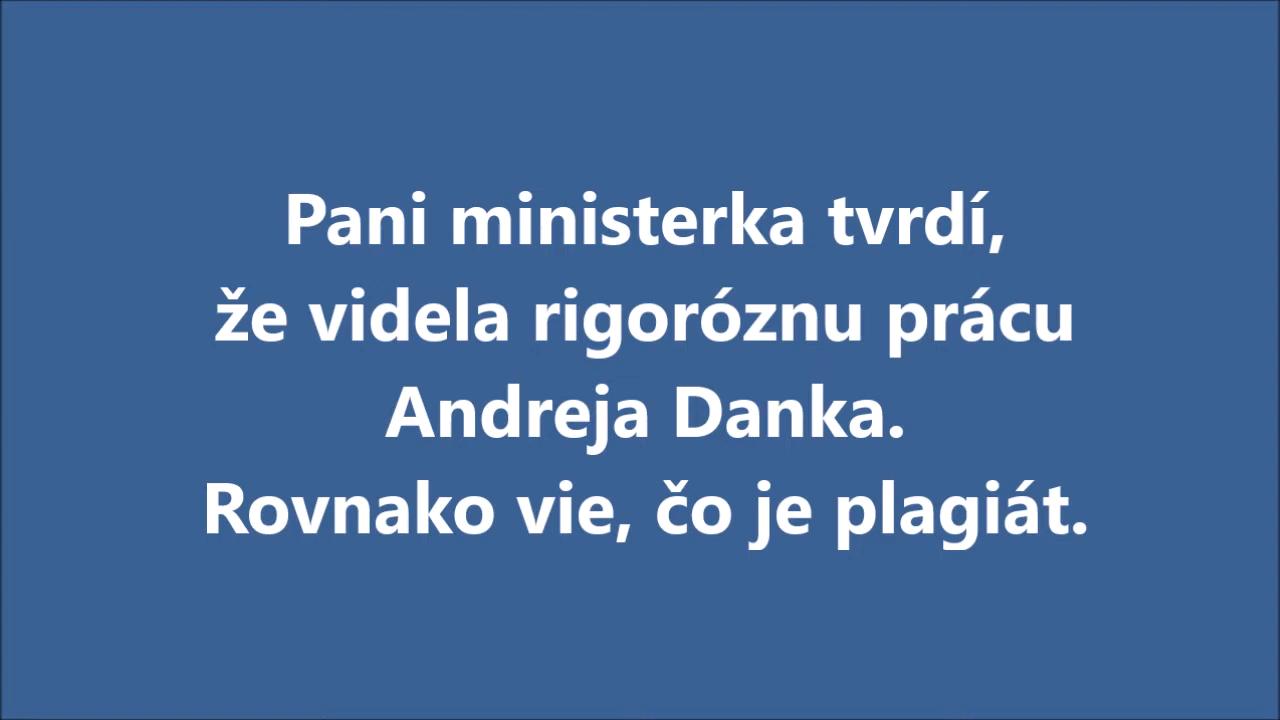 Pani ministerka tvrdí,
že videla rigoróznu prácu
Andreja Danka.
Rovnako vie, čo je plagiát.